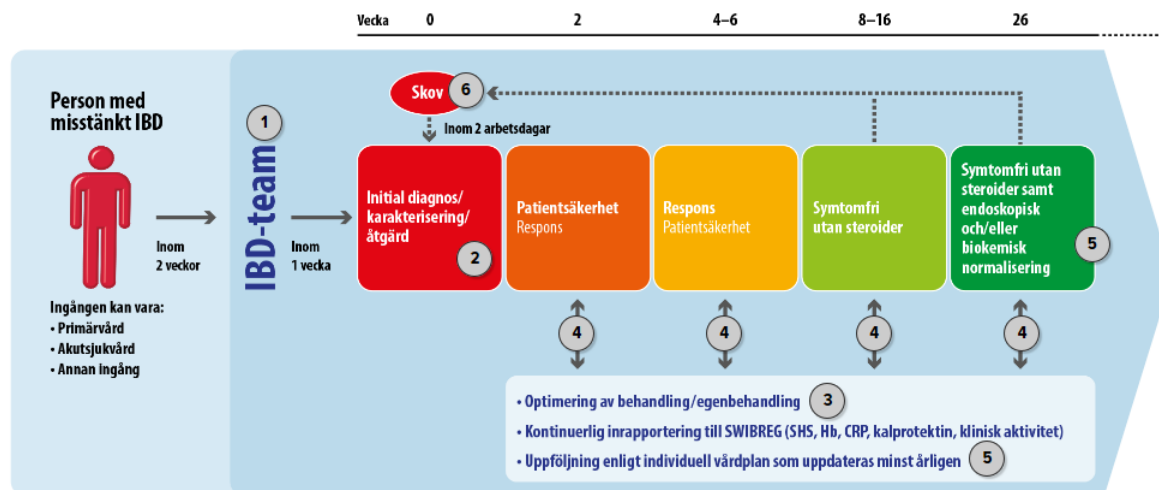 Vecka 0 2 4–6 8–16 26
Person med
misstänkt IBD
Inom
2 veckor
Ingången kan vara:
• Primärvård
• Akutsjukvård
• Annan ingång
1
IBD-team
Inom
1 vecka
Skov
6
Inom 2 arbetsdagar
Initial diagnos/
karakterisering/
åtgärd
2
Patientsäkerhet
Respons
Respons
Patientsäkerhet
Symtomfri
utan steroider
Symtomfri utan
steroider samt
endoskopisk
och/eller
biokemisk
normalisering
5
4
4
4
4
• Optimering av behandling/egenbehandling 3
• Kontinuerlig inrapportering till SWIBREG (SHS, Hb, CRP, kalprotektin, klinisk aktivitet)
• Uppföljning enligt individuell vårdplan som uppdateras minst årligen 5